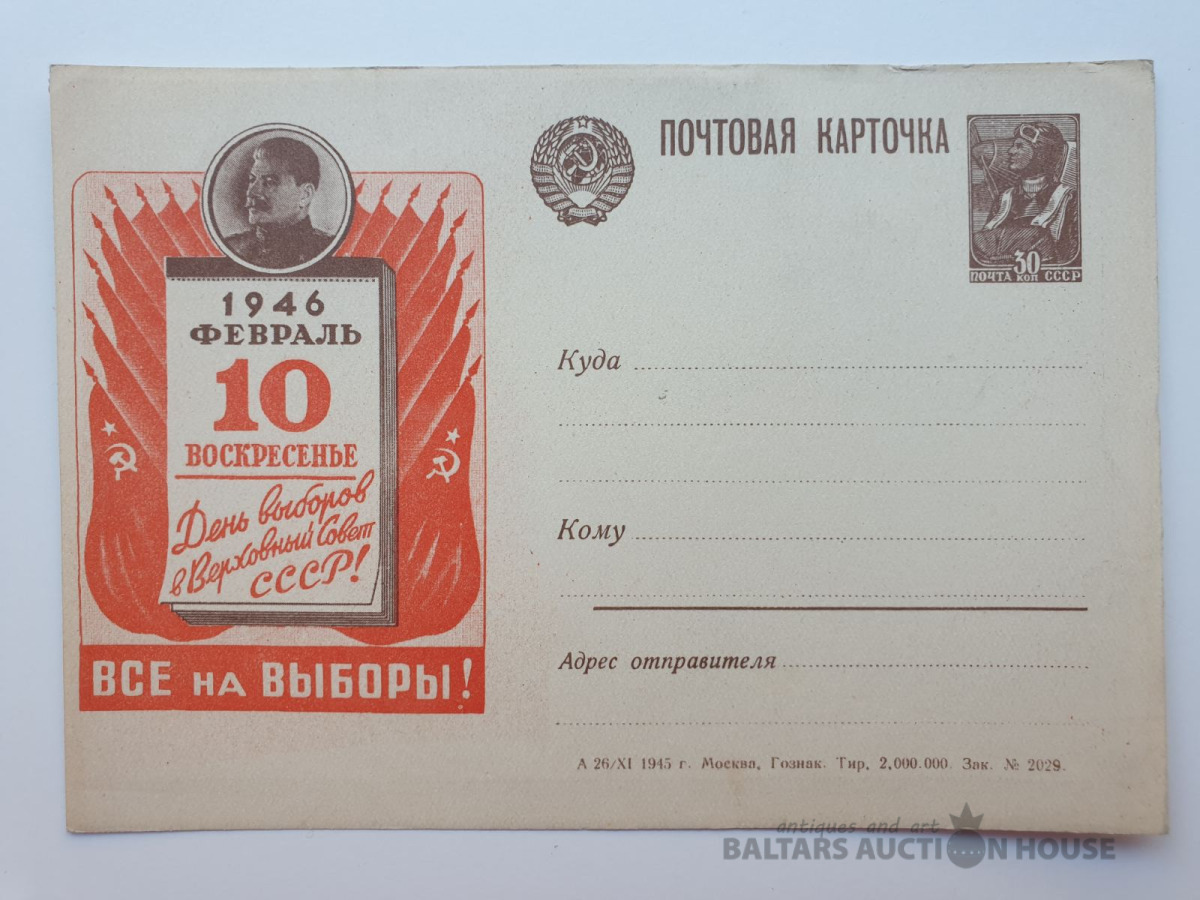 1946
ФЕВРАЛЬ
10
ВОСКРЕСЕНЬЕ
День выборов
в Верховный Совет
СССР!
ВСЕ НА ВЫБОРЫ!
ПОЧТОВАЯ КАРТОЧКА
30
ПОЧТА КОП СССР
Куда
Кому
Адрес отправителя
А 26/XI 1945 г. Москва, Гознак. Тир, 2,000.000. Зак. № 2029.
antiques and art
BALTARS AUCTION HOUSE